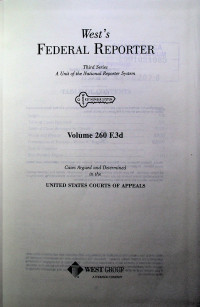 West's
FEDERAL REPORTER
Third Series
A Unit of the National Reporter System
Volume 260 F.3d
Cases Argued and Determined
in the
UNITED STATES COURTS OF APPEALS
WEST GROUP